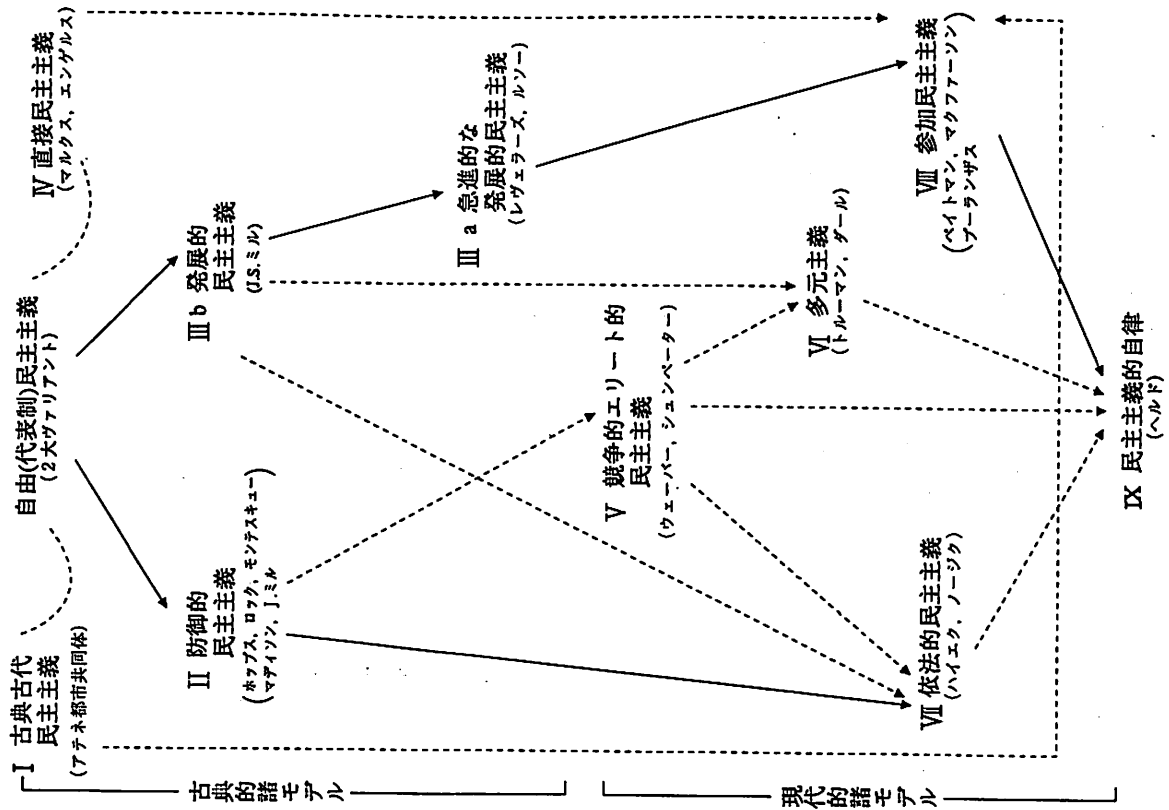 I 古典古代
民主主義
(アテネ都市共同体)
自由(代表制)民主主義
(2大ヴァリアント)
IV 直接民主主義
(マルクス, エンゲルス)
II 防御的
民主主義
(ホッブス, ロック, モンテスキュー
マディソン, J.ミル)
III b 発展的
民主主義
(J.S.ミル)
III a 急進的な
発展的民主主義
(レヴェラーズ, ルソー)
古典的諸モデル
V 競争的エリート的
民主主義
(ウェーバー, シュンペーター)
VI 多元主義
(トルーマン, ダール)
VII 依法的民主主義
(ハイエク, ノージク)
VIII 参加民主主義
(ペイトマン, マクファーソン
プーランザス)
IX 民主主義的自律
(ヘルド)
現代的諸モデル